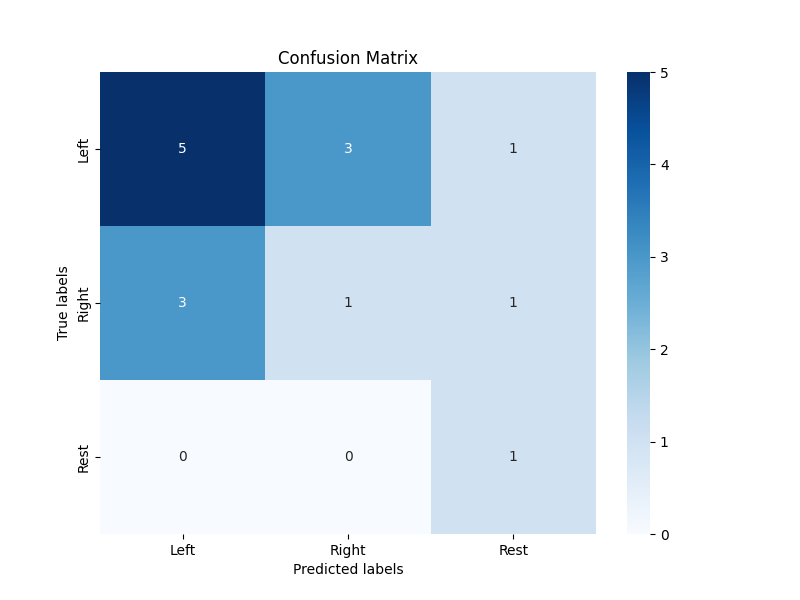 Confusion Matrix
True labels
Left
5 3 1
Right
3 1 1
Rest
0 0 1
Left Right Rest
Predicted labels
5
4
3
2
1
0